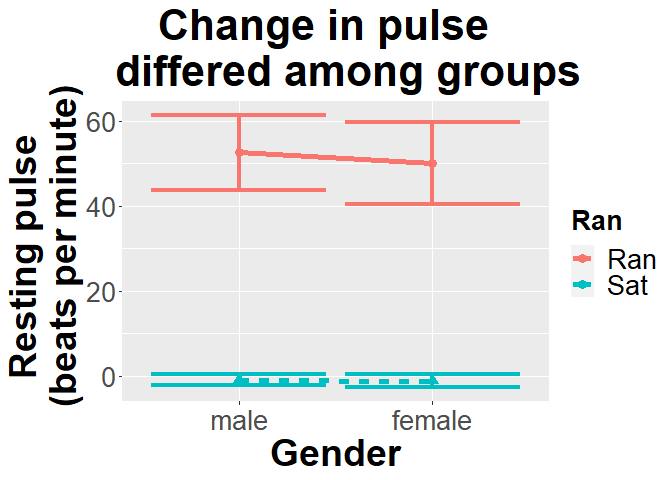 Change in pulse
differed among groups
Resting pulse
(beats per minute)
60
40
20
0
male
female
Gender
Ran
Ran
Sat